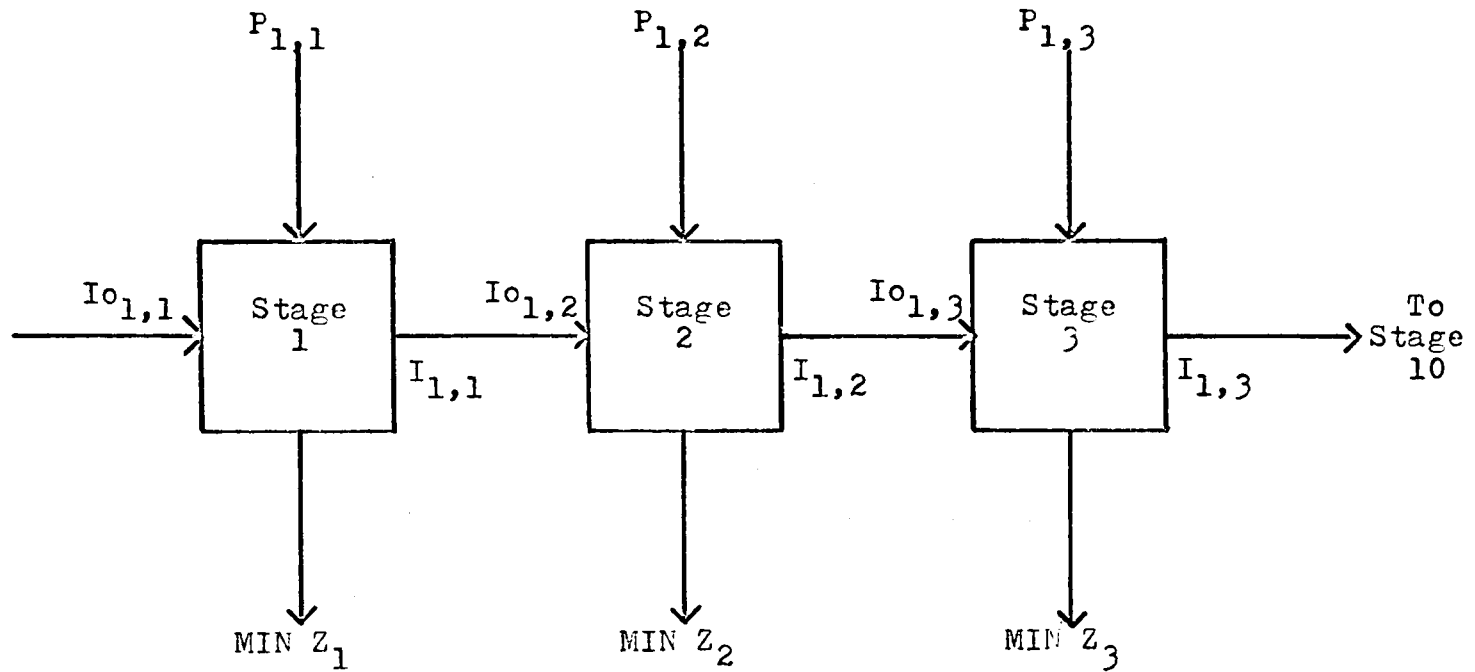 P1,1
P1,2
P1,3
Io1,1
Stage
1
I1,1
Io1,2
Stage
2
I1,2
Io1,3
Stage
3
I1,3
To
Stage
10
MIN Z1
MIN Z2
MIN Z3